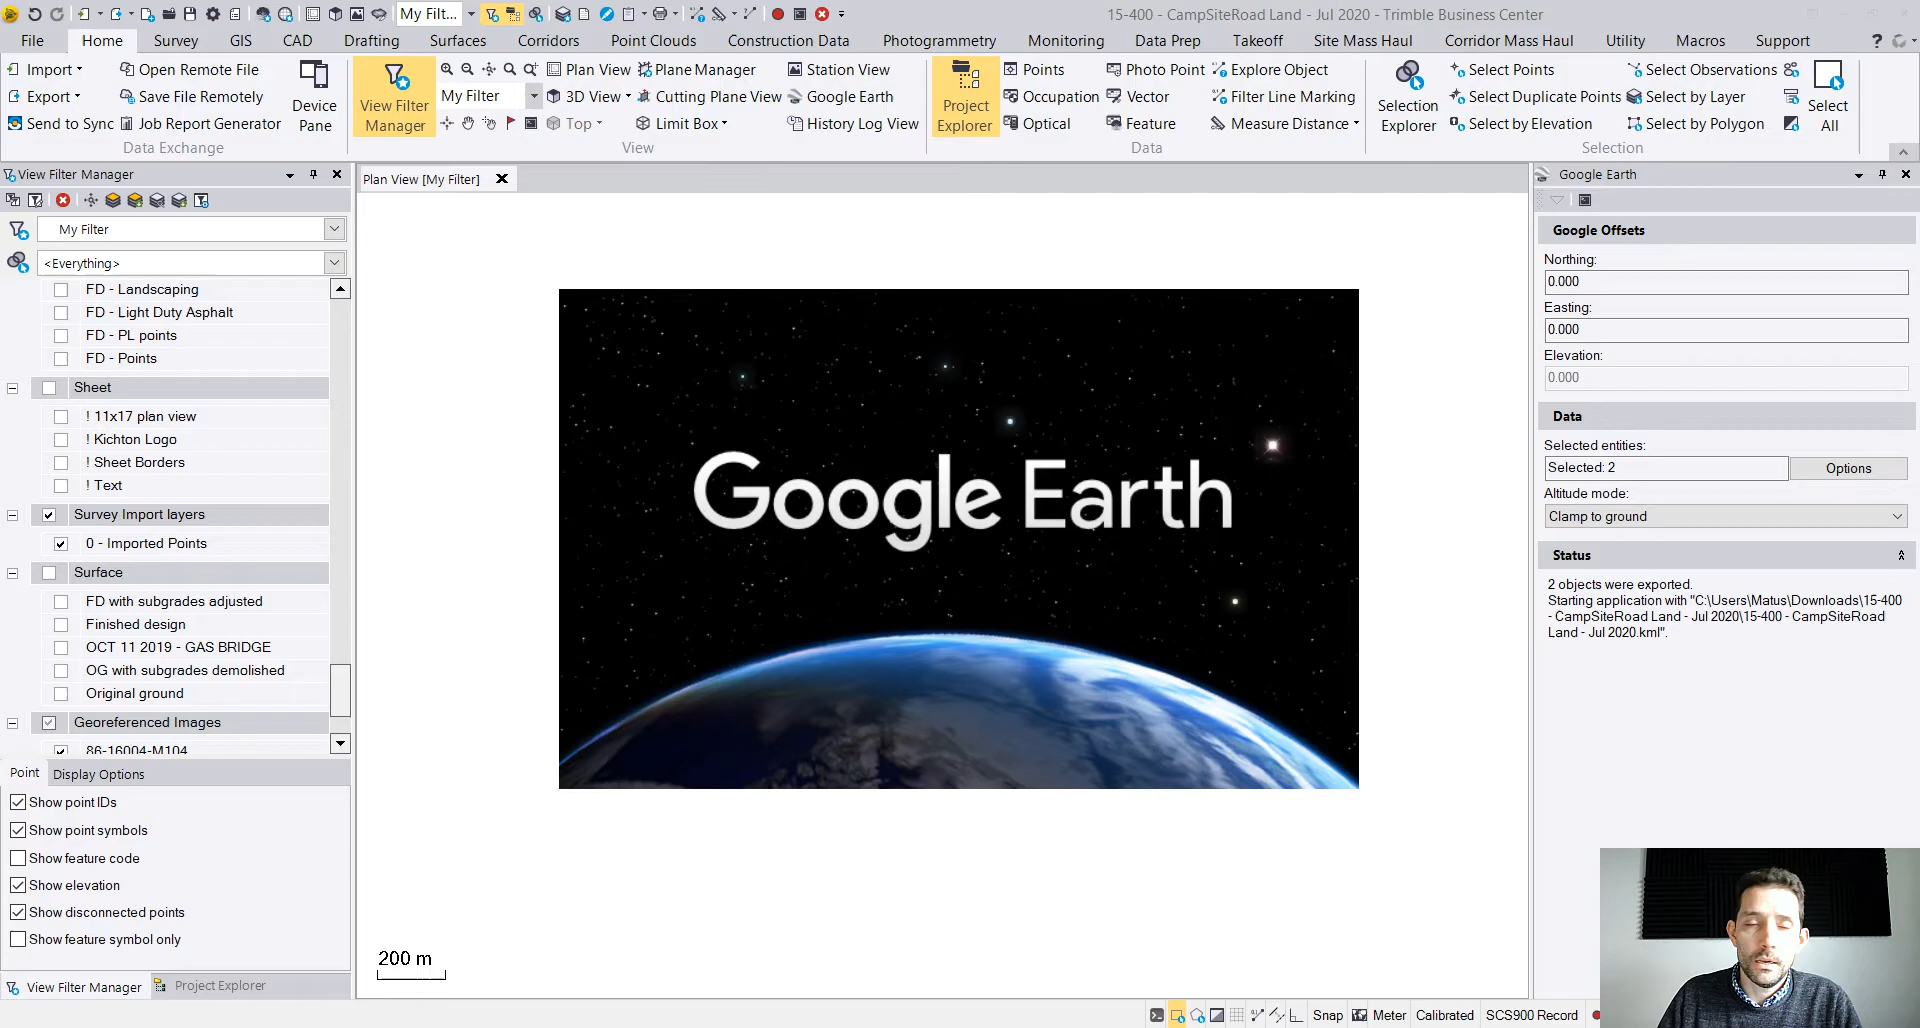 My Filt...
15-400 - CampSiteRoad Land - Jul 2020 - Trimble Business Center
File Home Survey GIS CAD Drafting Surfaces Corridors Point Clouds Construction Data Photogrammetry Monitoring Data Prep Takeoff Site Mass Haul Corridor Mass Haul Utility Macros Support
Import
Export
Send to Sync
Open Remote File
Save File Remotely
Job Report Generator
Data Exchange
Device
Pane
View Filter
Manager
My Filter
Plan View
3D View
Top
Plane Manager
Cutting Plane View
Limit Box
Station View
Google Earth
History Log View
View
Project
Explorer
Points
Occupation
Optical
Photo Point
Vector
Feature
Explore Object
Filter Line Marking
Measure Distance
Data
Selection
Explorer
Select Points
Select Duplicate Points
Select by Elevation
Select Observations
Select by Layer
Select by Polygon
Select
All
Selection
View Filter Manager
My Filter
<Everything>
FD - Landscaping
FD - Light Duty Asphalt
FD - PL points
FD - Points
Sheet
! 11x17 plan view
! Kichton Logo
! Sheet Borders
! Text
Survey Import layers
0 - Imported Points
Surface
FD with subgrades adjusted
Finished design
OCT 11 2019 - GAS BRIDGE
OG with subgrades demolished
Original ground
Georeferenced Images
86-16004-M104
Point Display Options
Show point IDs
Show point symbols
Show feature code
Show elevation
Show disconnected points
Show feature symbol only
View Filter Manager Project Explorer
Plan View [My Filter]
Google Earth
200 m
Google Earth
Google Offsets
Northing:
0.000
Easting:
0.000
Elevation:
0.000
Data
Selected entities:
Selected: 2 Options
Altitude mode:
Clamp to ground
Status
2 objects were exported.
Starting application with "C:\Users\Matus\Downloads\15-400
- CampSiteRoad Land - Jul 2020\15-400 - CampSiteRoad
Land - Jul 2020.kml".
Snap Meter Calibrated SCS900 Record